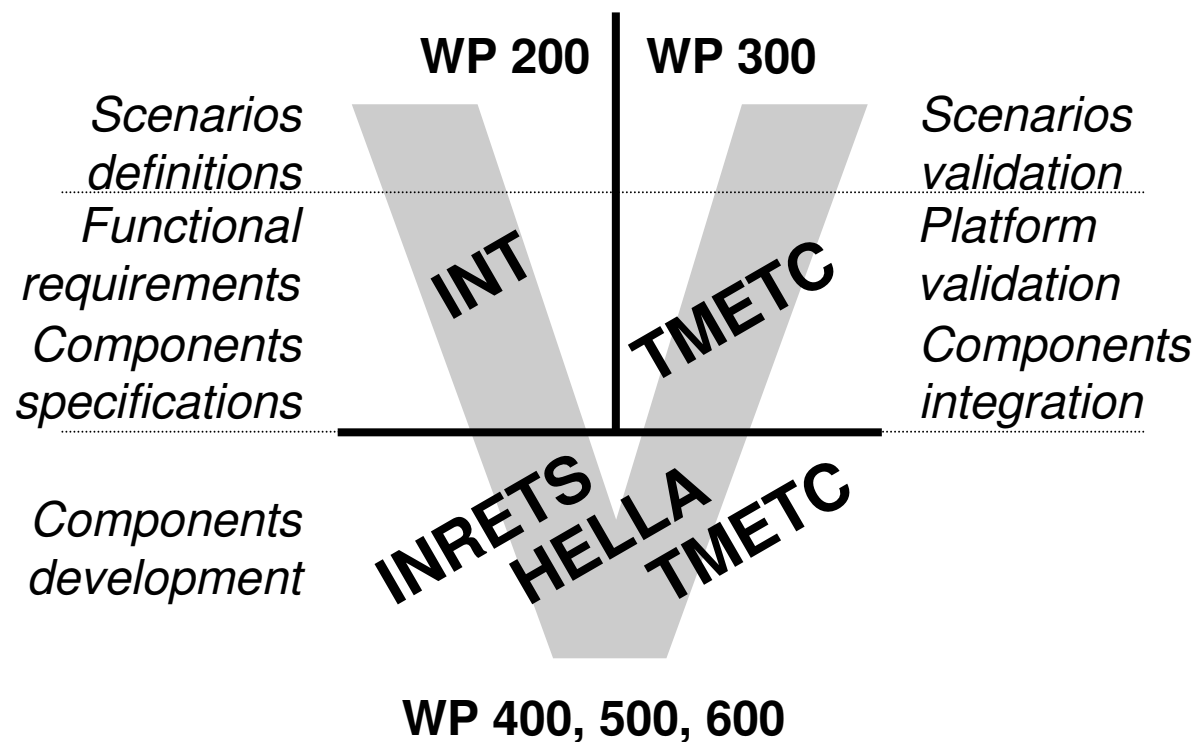 WP 200
WP 300
Scenarios
definitions
Functional
requirements
Components
specifications
Components
development
INT
TMETC
INRETS
HELLA
TMETC
Scenarios
validation
Platform
validation
Components
integration
WP 400, 500, 600